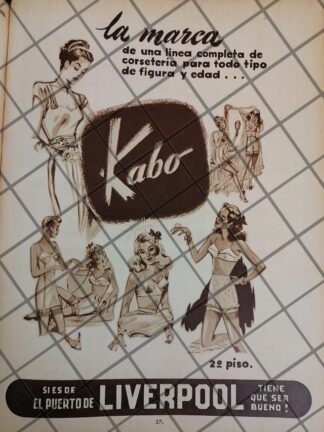 la marca
de una linea completa de
corsetería para todo tipo
de figura y edad...
Kabo
2º piso.
SI ES DE
EL PUERTO DE
LIVERPOOL
TIENE
QUE SER
BUENO!
27.